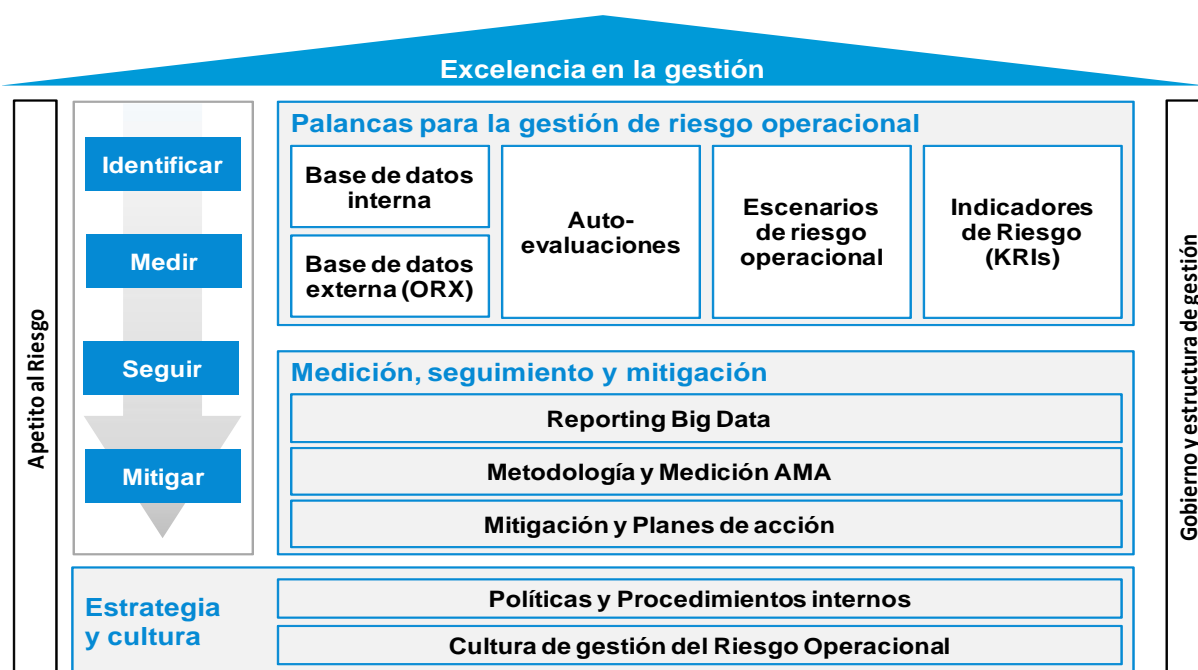 Excelencia en la gestión
Apetito al Riesgo
Identificar
Medir
Seguir
Mitigar
Palancas para la gestión de riesgo operacional
Base de datos
interna
Base de datos
externa (ORX)
Auto-
evaluaciones
Escenarios
de riesgo
operacional
Indicadores
de Riesgo
(KRIs)
Medición, seguimiento y mitigación
Reporting Big Data
Metodología y Medición AMA
Mitigación y Planes de acción
Estrategia
y cultura
Políticas y Procedimientos internos
Cultura de gestión del Riesgo Operacional
Gobierno y estructura de gestión